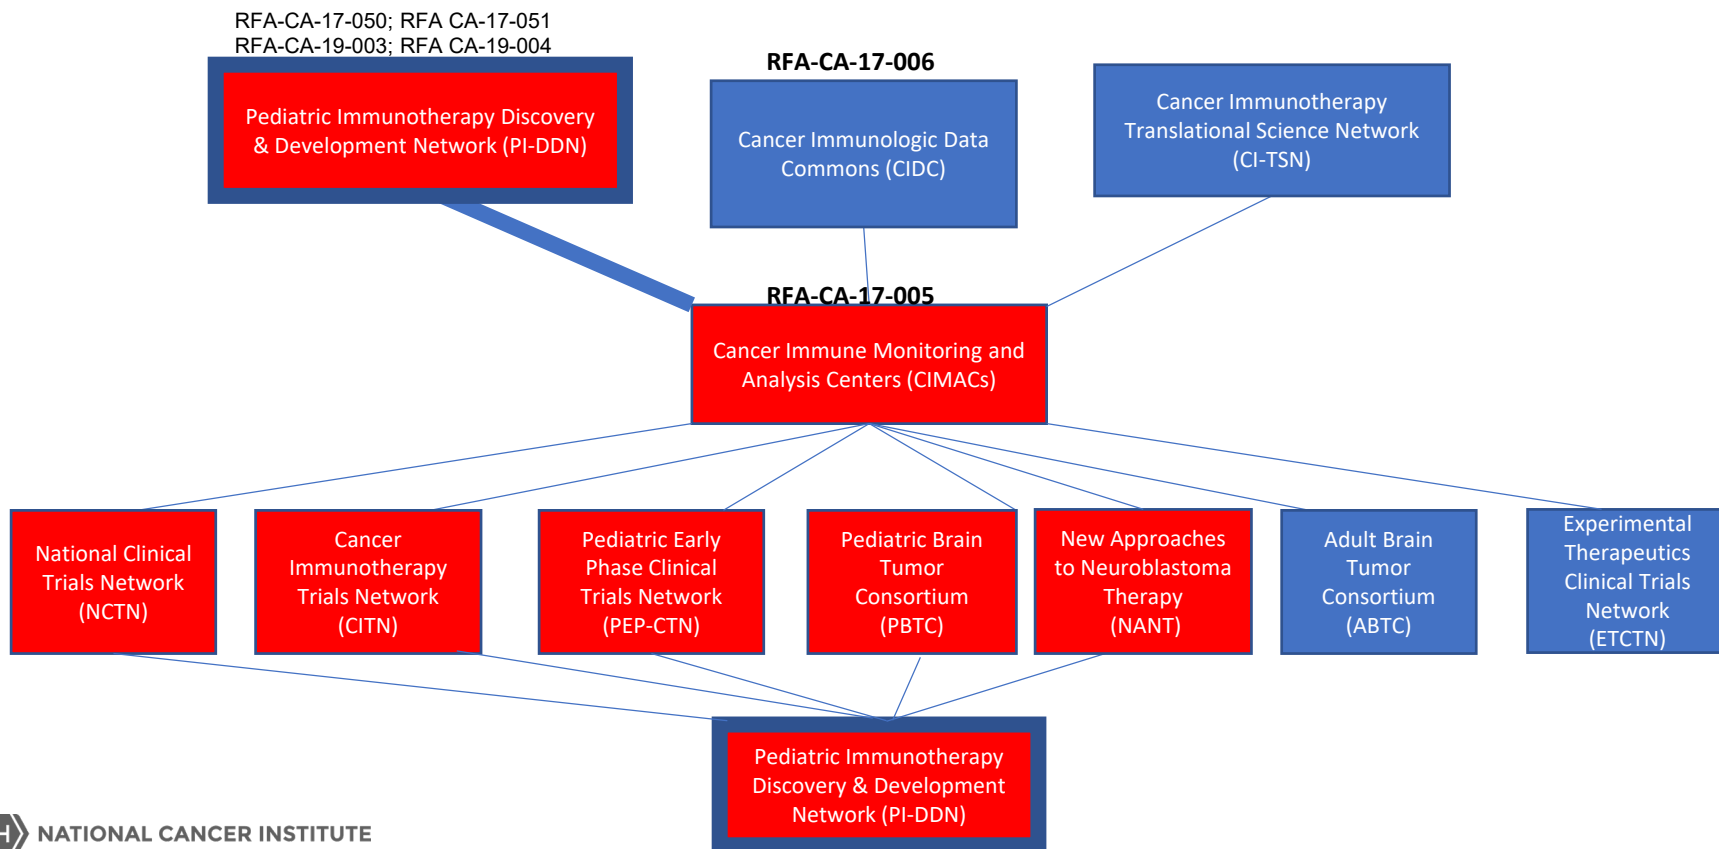 RFA-CA-17-050; RFA CA-17-051
RFA-CA-19-003; RFA CA-19-004
Pediatric Immunotherapy Discovery
& Development Network (PI-DDN)
RFA-CA-17-006
Cancer Immunologic Data
Commons (CIDC)
Cancer Immunotherapy
Translational Science Network
(CI-TSN)
RFA-CA-17-005
Cancer Immune Monitoring and
Analysis Centers (CIMACs)
National Clinical
Trials Network
(NCTN)
Cancer
Immunotherapy
Trials Network
(CITN)
Pediatric Early
Phase Clinical
Trials Network
(PEP-CTN)
Pediatric Brain
Tumor
Consortium
(PBTC)
New Approaches
to Neuroblastoma
Therapy
(NANT)
Adult Brain
Tumor
Consortium
(ABTC)
Experimental
Therapeutics
Clinical Trials
Network
(ETCTN)
Pediatric Immunotherapy
Discovery & Development
Network (PI-DDN)
H NATIONAL CANCER INSTITUTE